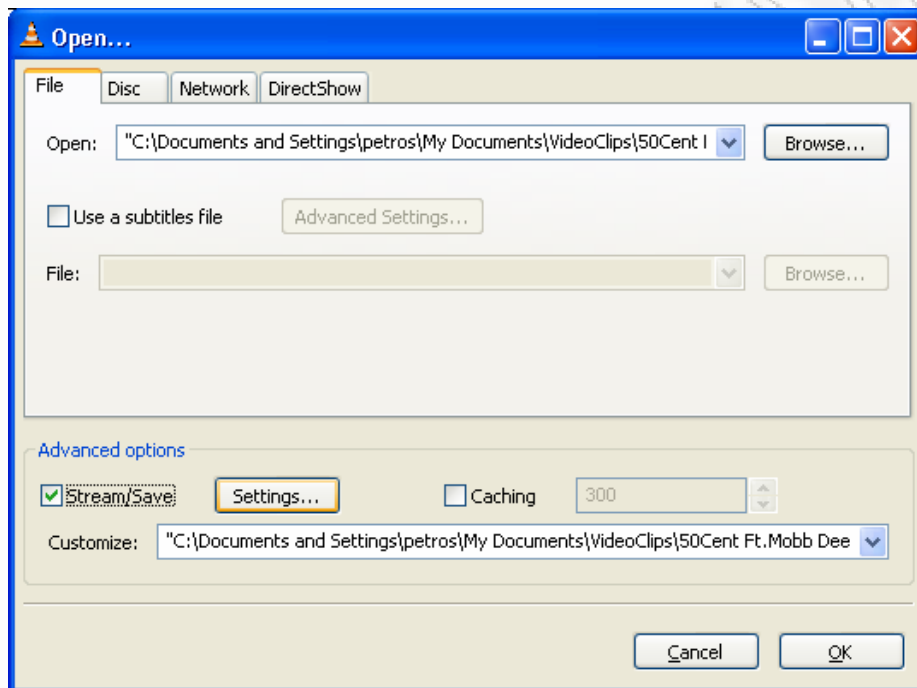 Open...
File Disc Network DirectShow
Open: "C:\Documents and Settings\petros\My Documents\VideoClips\50Cent Browse...
Use a subtitles file Advanced Settings...
File: Browse...
Advanced options
Stream/Save Settings... Caching 300
Customize: "C:\Documents and Settings\petros\My Documents\VideoClips\50Cent Ft.Mobb Dee
Cancel OK